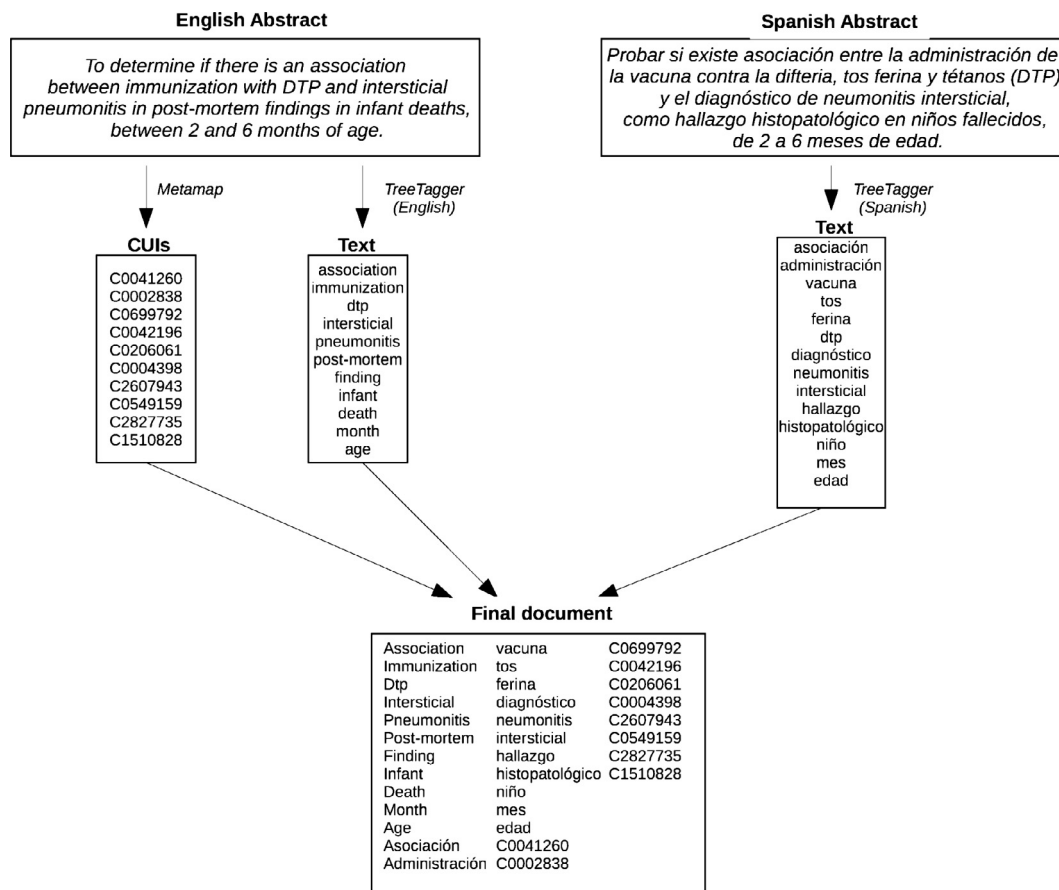 English Abstract
To determine if there is an association
between immunization with DTP and intersticial
pneumonitis in post-mortem findings in infant deaths,
between 2 and 6 months of age.
Spanish Abstract
Probar si existe asociación entre la administración de
la vacuna contra la difteria, tos ferina y tétanos (DTP)
y el diagnóstico de neumonitis intersticial,
como hallazgo histopatológico en niños fallecidos,
de 2 a 6 meses de edad.
Metamap
TreeTagger
(English)
TreeTagger
(Spanish)
CUIs
C0041260
C0002838
C0699792
C0042196
C0206061
C0004398
C2607943
C0549159
C2827735
C1510828
Text
association
immunization
dtp
intersticial
pneumonitis
post-mortem
finding
infant
death
month
age
Text
asociación
administración
vacuna
tos
ferina
dtp
diagnóstico
neumonitis
intersticial
hallazgo
histopatológico
niño
mes
edad
Final document
Association vacuna C0699792
Immunization tos C0042196
Dtp ferina C0206061
Intersticial diagnóstico C0004398
Pneumonitis neumonitis C2607943
Post-mortem intersticial C0549159
Finding hallazgo C2827735
Infant histopatológico C1510828
Death niño
Month mes
Age edad
Asociación C0041260
Administración C0002838